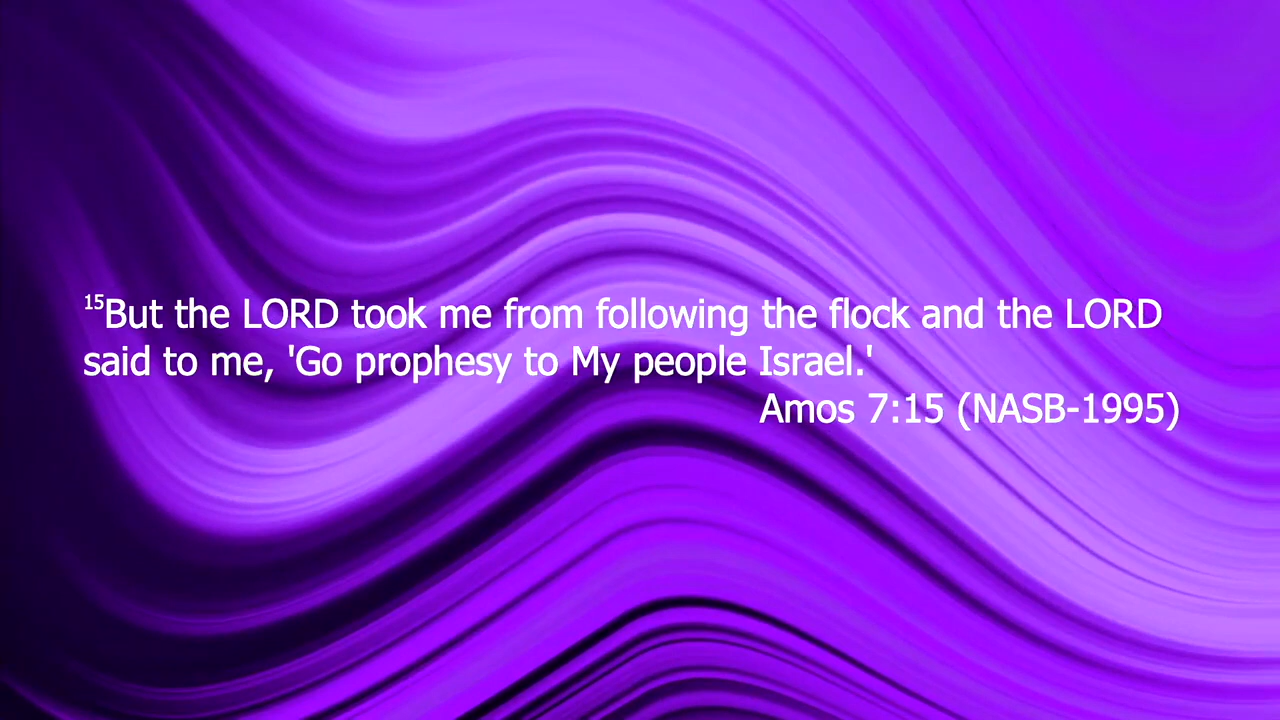 15But the LORD took me from following the flock and the LORD
said to me, 'Go prophesy to My people Israel.'
Amos 7:15 (NASB-1995)